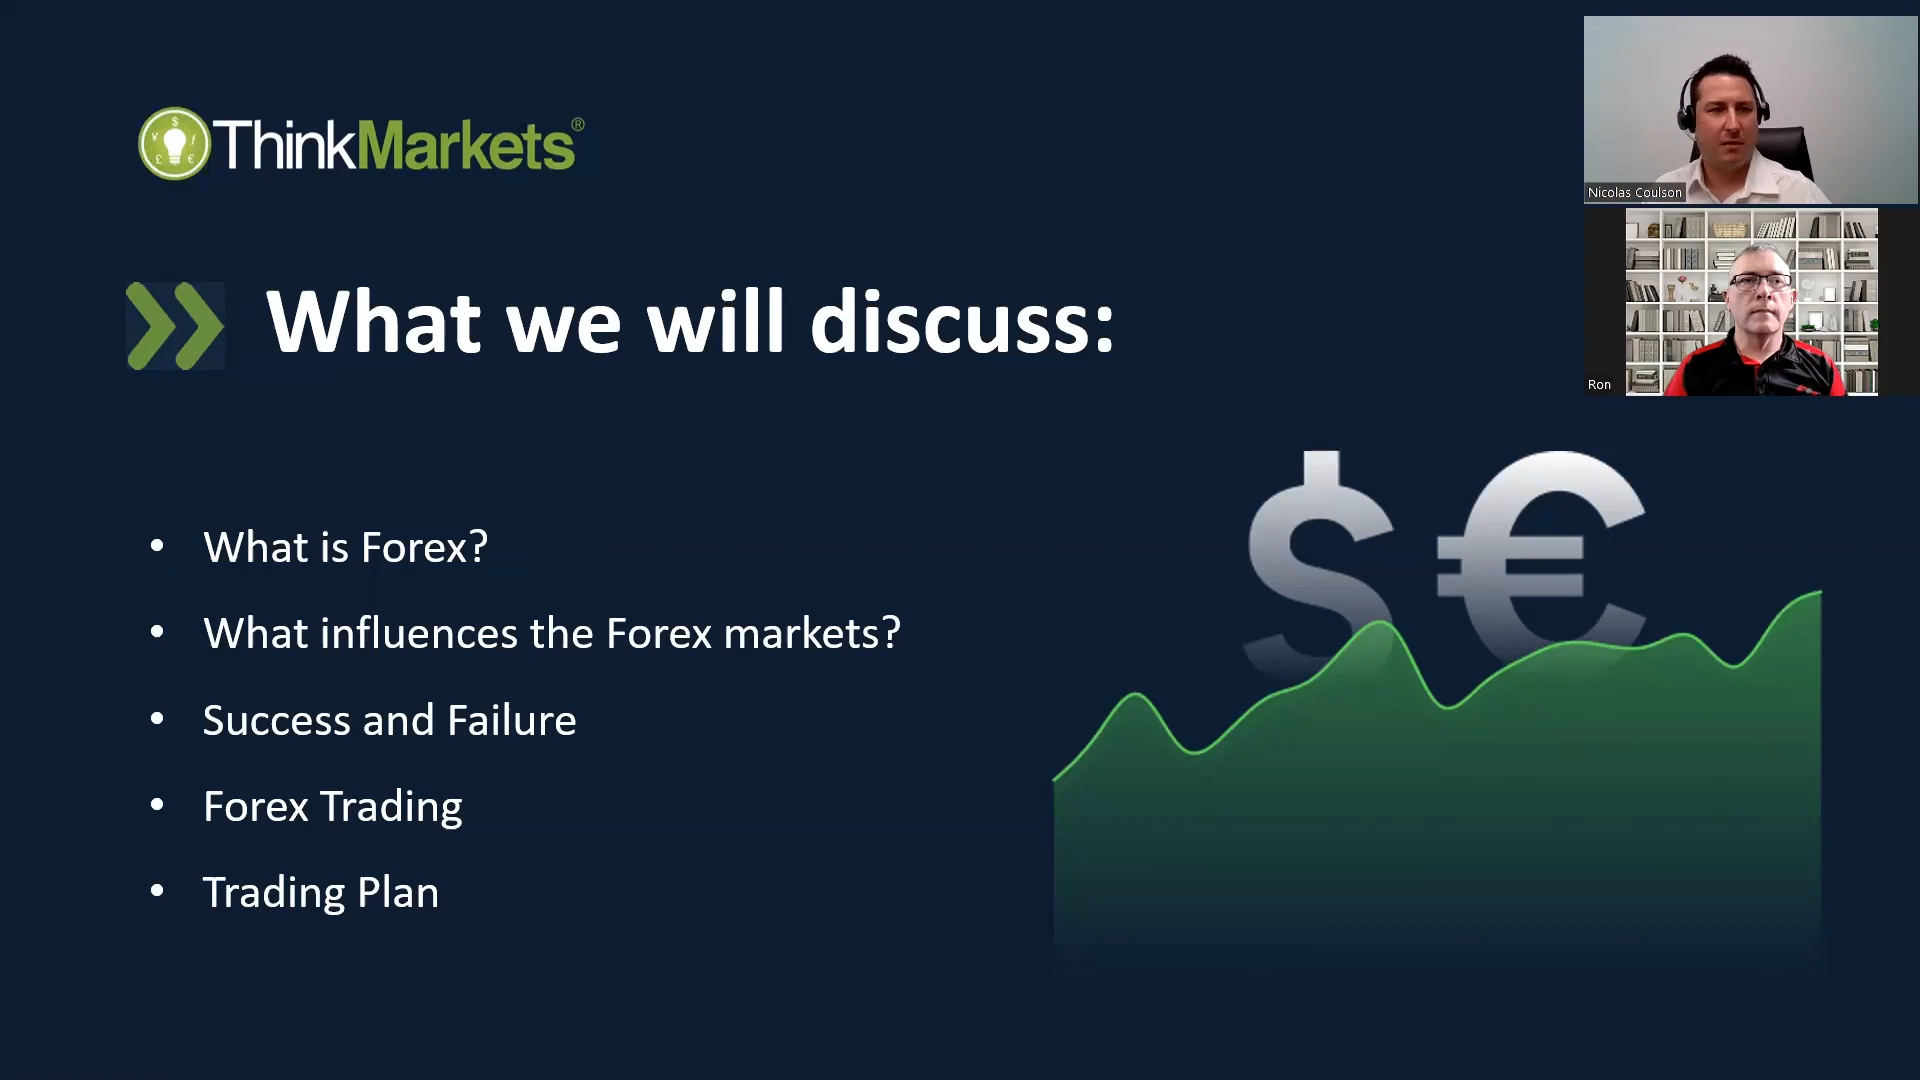 ThinkMarkets®
What we will discuss:
• What is Forex?
• What influences the Forex markets?
• Success and Failure
• Forex Trading
• Trading Plan
$ €
Nicolas Coulson
Ron